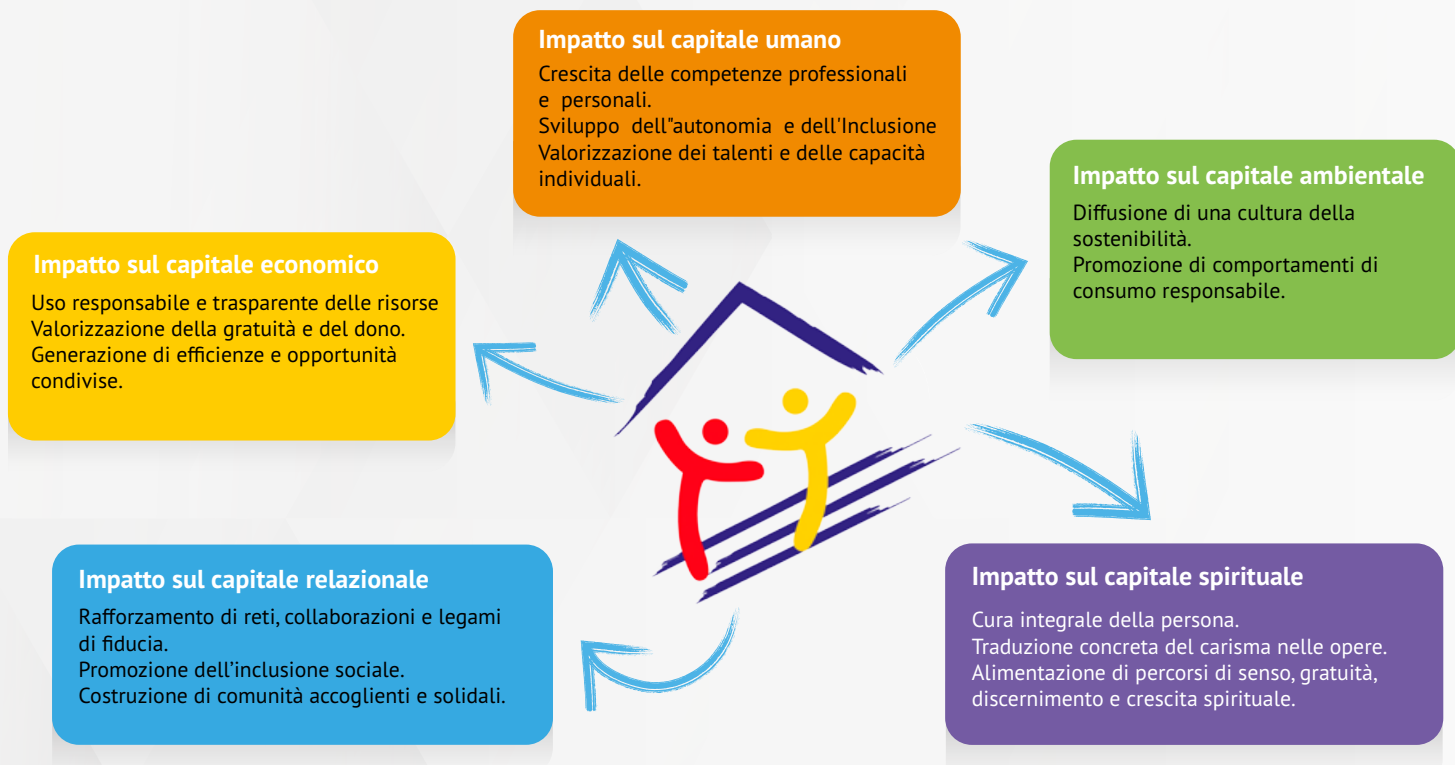 Impatto sul capitale umano
Crescita delle competenze professionali
e personali.
Sviluppo dell"autonomia e dell'Inclusione
Valorizzazione dei talenti e delle capacità
individuali.
Impatto sul capitale ambientale
Diffusione di una cultura della
sostenibilità.
Promozione di comportamenti di
consumo responsabile.
Impatto sul capitale economico
Uso responsabile e trasparente delle risorse
Valorizzazione della gratuità e del dono.
Generazione di efficienze e opportunità
condivise.
Impatto sul capitale relazionale
Rafforzamento di reti, collaborazioni e legami
di fiducia.
Promozione dell’inclusione sociale.
Costruzione di comunità accoglienti e solidali.
Impatto sul capitale spirituale
Cura integrale della persona.
Traduzione concreta del carisma nelle opere.
Alimentazione di percorsi di senso, gratuità,
discernimento e crescita spirituale.